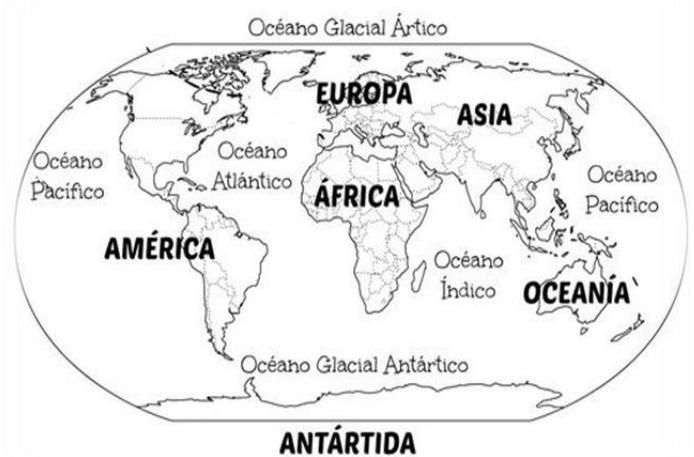 Océano Glacial Ártico
EUROPA
ASIA
Océano
Atlántico
Océano
Pacífico
Océano
Pacífico
ÁFRICA
AMÉRICA
Océano
Índico
OCEANÍA
Océano Glacial Antártico
ANTÁRTIDA